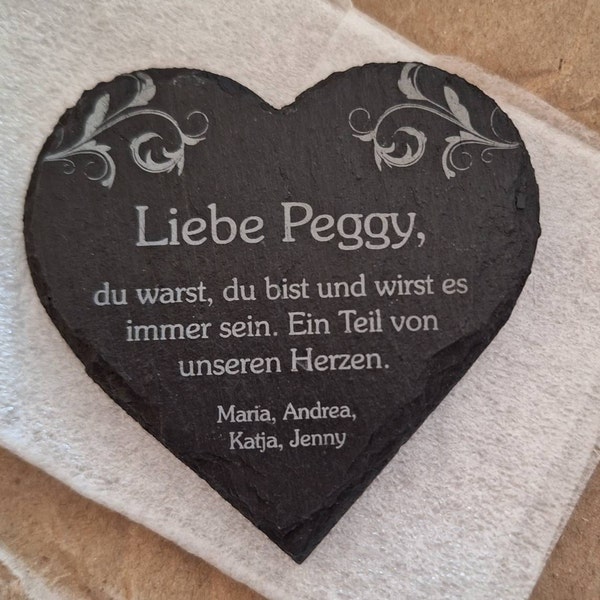 Liebe Peggy,
du warst, du bist und wirst es
immer sein. Ein Teil von
unseren Herzen.
Maria, Andrea,
Katja, Jenny